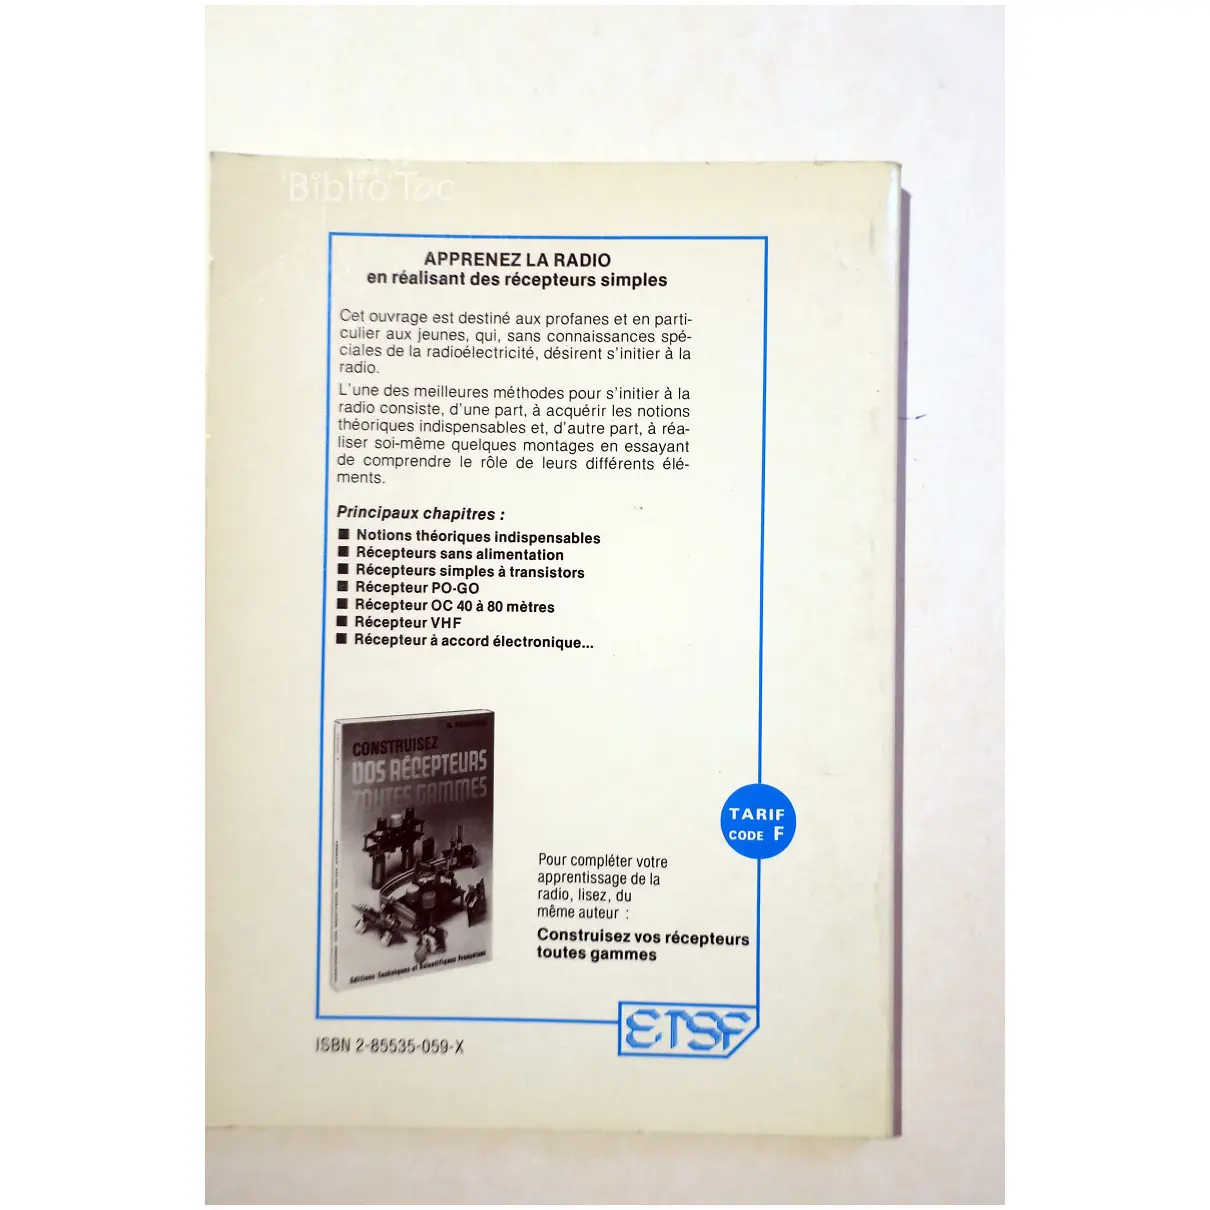 'Biblio'Toc
APPRENEZ LA RADIO
en réalisant des récepteurs simples
Cet ouvrage est destiné aux profanes et en parti-
culier aux jeunes, qui, sans connaissances spé-
ciales de la radioélectricité, désirent s'initier à la
radio.
L'une des meilleures méthodes pour s'initier à la
radio consiste, d'une part, à acquérir les notions
théoriques indispensables et, d'autre part, à réa-
liser soi-même quelques montages en essayant
de comprendre le rôle de leurs différents élé-
ments.
Principaux chapitres :
■ Notions théoriques indispensables
■ Récepteurs sans alimentation
■ Récepteurs simples à transistors
■ Récepteur PO-GO
■ Récepteur OC 40 à 80 mètres
■ Récepteur VHF
■ Récepteur à accord électronique...
CONSTRUISEZ
VOS RÉCEPTEURS
TOUTES GAMMES
Editions Techniques et Scientifiques Françaises
TARIF
CODE F
Pour compléter votre
apprentissage de la
radio, lisez, du
même auteur :
Construisez vos récepteurs
toutes gammes
ETSF
ISBN 2-85535-059-X